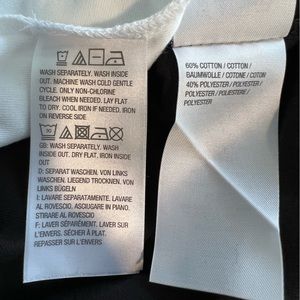 WASH SEPARATELY. WASH INSIDE
OUT. MACHINE WASH COLD GENTLE
CYCLE. ONLY NON-CHLORINE
BLEACH WHEN NEEDED. LAY FLAT
TO DRY. COOL IRON IF NEEDED. IRON
ON REVERSE SIDE
30
GB: WASH SEPARATELY. WASH INSIDE
OUT. DRY FLAT, IRON INSIDE OUT
D: SEPARAT WASCHEN. VON LINKS
WASCHEN. LIEGEND TROCKNEN. VON
LINKS BÜGELN
I: LAVARE SEPARATAMENTE. LAVARE
AL ROVESCIO, ASCIUGARE IN PIANO.
STIRARE AL ROVESCIO
F: LAVER SÉPARÉMENT. LAVER SUR
L'ENVERS. SÉCHER À PLAT.
REPASSER SUR L'ENVERS
60% COTTON / COTTON /
BAUMWOLLE / COTONE / COTON
40% POLYESTER / POLYESTER /
POLYESTER / POLIESTERE /
POLYESTER